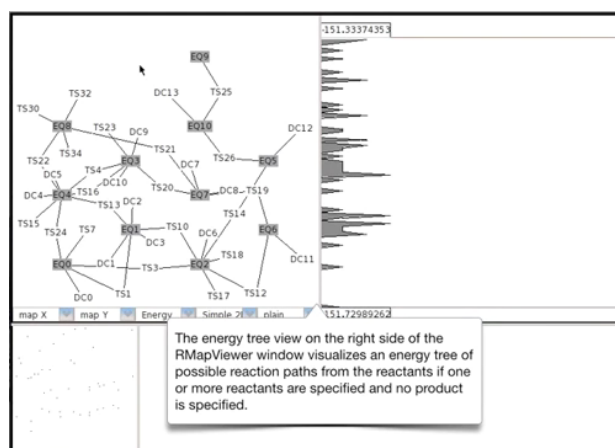 -151.33374353
EQ9
DC13
TS25
TS32
TS30
EQ8
TS23
DC9
EQ10
DC12
TS21
TS22
TS34
EQ3
DC7
TS26
EQ5
DC5
TS4
DC10
TS20
DC4
EQ4
TS16
EQ7
DC8
TS19
TS13
DC2
TS14
TS15
TS24
TS7
EQ1
TS10
DC6
EQ6
DC3
TS18
EQ0
DC1
TS3
EQ2
DC11
DC0
TS1
TS17
TS12
map X map Y Energy Simple 2 plain
151.72989262
The energy tree view on the right side of the
RMapViewer window visualizes an energy tree of
possible reaction paths from the reactants if one
or more reactants are specified and no product
is specified.